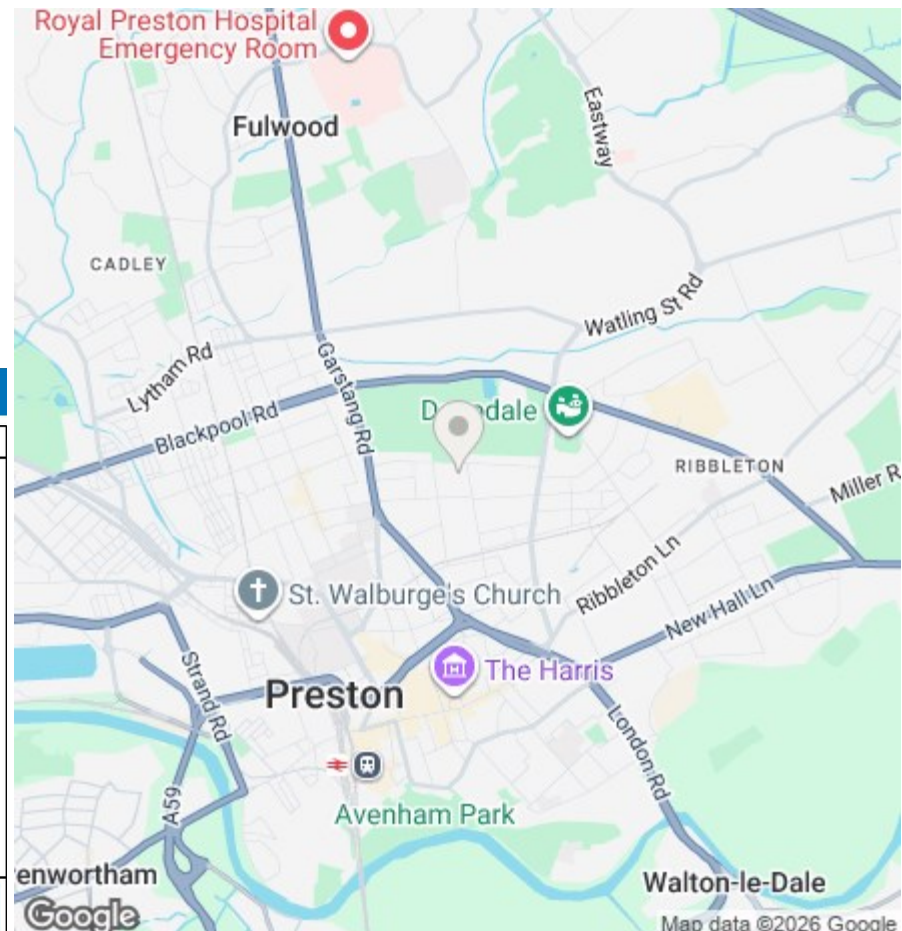 Royal Preston Hospital
Emergency Room
Fulwood
Eastway
CADLEY
Watling St Rd
Lytham Rd
Garstang Rd
Blackpool Rd
RIBBLETON
Miller R
Ribbleton Ln
St. Walburge's Church
New Hall Ln
The Harris
Strand Rd
Preston
London Rd
A59
Avenham Park
enwortham
Walton-le-Dale
Google
Map data ©2026 Google